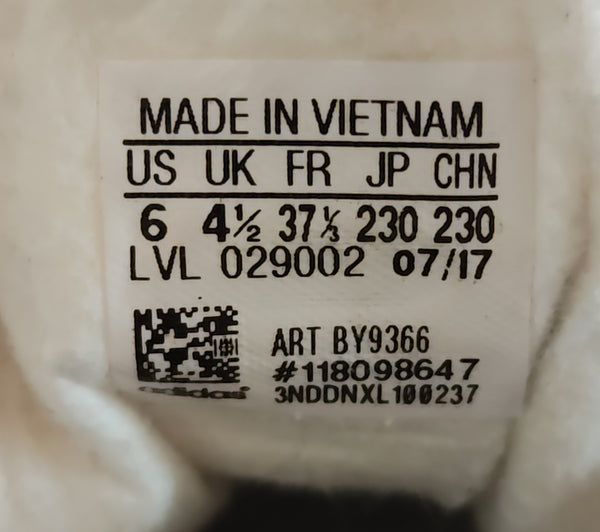 MADE IN VIETNAM
US UK FR JP CHN
6 4½ 37⅓ 230 230
LVL 029002 07/17
ART BY9366
#118098647
3NDDNXL100237
adidas